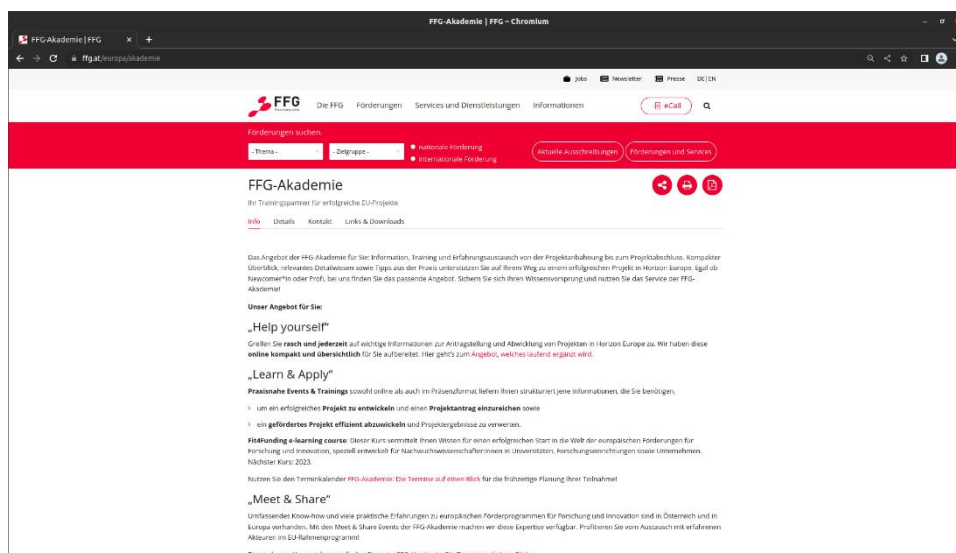 FFG-Akademie | FFG – Chromium
FFG-Akademie | FFG
ffg.at/europa/akademie
Jobs Newsletter Presse DE|EN
FFG Die FFG Förderungen Services und Dienstleistungen Informationen eCall
Förderungen suchen.
- Thema - - Zielgruppe - nationale Förderung
internationale Förderung
Aktuelle Ausschreibungen Förderungen und Services
FFG-Akademie
Ihr Trainingspartner für erfolgreiche EU-Projekte
Info Details Kontakt Links & Downloads
Das Angebot der FFG-Akademie für Sie: Information, Training und Erfahrungsaustausch von der Projektanbahnung bis zum Projektabschluss. Kompakter
Überblick, relevantes Detailwissen sowie Tipps aus der Praxis unterstützen Sie auf Ihrem Weg zu einem erfolgreichen Projekt in Horizon Europe. Egal ob
Newcomer*in oder Profi, bei uns finden Sie das passende Angebot. Sichern Sie sich Ihren Wissensvorsprung und nutzen Sie das Service der FFG-
Akademie!
Unser Angebot für Sie:
„Help yourself“
Greifen Sie rasch und jederzeit auf wichtige Informationen zur Antragstellung und Abwicklung von Projekten in Horizon Europe zu. Wir haben diese
online kompakt und übersichtlich für Sie aufbereitet. Hier geht's zum Angebot, welches laufend ergänzt wird.
„Learn & Apply“
Praxisnahe Events & Trainings sowohl online als auch im Präsenzformat liefern Ihnen strukturiert jene Informationen, die Sie benötigen,
um ein erfolgreiches Projekt zu entwickeln und einen Projektantrag einzureichen sowie
ein gefördertes Projekt effizient abzuwickeln und Projektergebnisse zu verwerten.
Fit4Funding e-learning course: Dieser Kurs vermittelt Ihnen Wissen für einen erfolgreichen Start in die Welt der europäischen Förderungen für
Forschung und Innovation, speziell entwickelt für Nachwuchswissenschafter:innen in Universitäten, Forschungseinrichtungen sowie Unternehmen.
Nächster Kurs: 2023.
Nutzen Sie den Terminkalender FFG-Akademie: Die Termine auf einen Blick für die frühzeitige Planung Ihrer Teilnahme!
„Meet & Share“
Umfassendes Know-how und viele praktische Erfahrungen zu europäischen Förderprogrammen für Forschung und Innovation sind in Österreich und in
Europa vorhanden. Mit den Meet & Share Events der FFG-Akademie machen wir diese Expertise verfügbar. Profitieren Sie vom Austausch mit erfahrenen
Akteuren im EU-Rahmenprogramm!